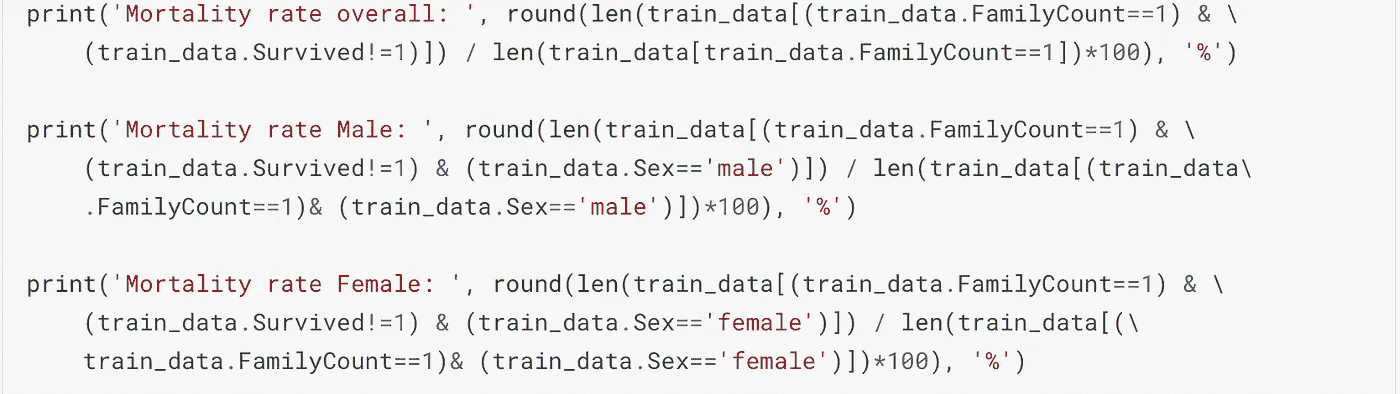 print('Mortality rate overall: ', round(len(train_data[(train_data.FamilyCount==1) & \
(train_data.Survived!=1)]) / len(train_data[train_data.FamilyCount==1])*100), '%')
print('Mortality rate Male: ', round(len(train_data[(train_data.FamilyCount==1) & \
(train_data.Survived!=1) & (train_data.Sex=='male')]) / len(train_data[(train_data\
.FamilyCount==1)& (train_data.Sex=='male')])*100), '%')
print('Mortality rate Female: ', round(len(train_data[(train_data.FamilyCount==1) & \
(train_data.Survived!=1) & (train_data.Sex=='female')]) / len(train_data[(\
train_data.FamilyCount==1)& (train_data.Sex=='female')])*100), '%')